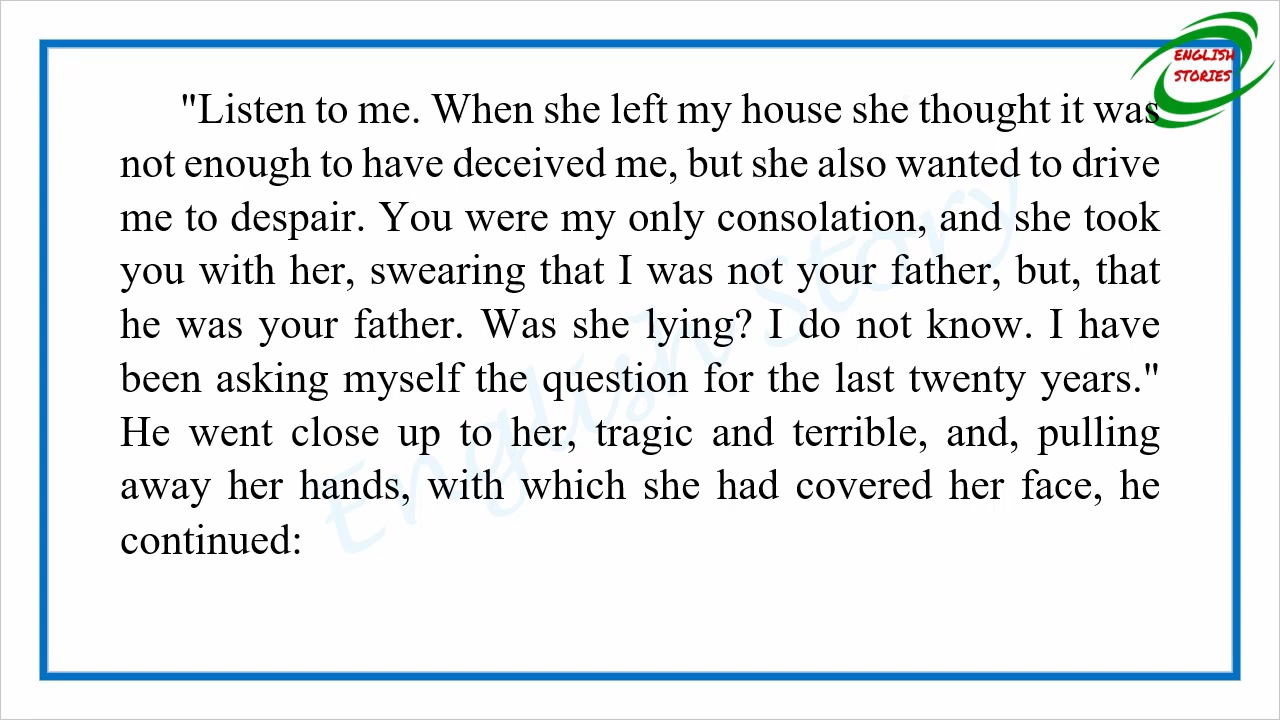 ENGLISH
STORIES
"Listen to me. When she left my house she thought it was
not enough to have deceived me, but she also wanted to drive
me to despair. You were my only consolation, and she took
you with her, swearing that I was not your father, but, that
he was your father. Was she lying? I do not know. I have
been asking myself the question for the last twenty years."
He went close up to her, tragic and terrible, and, pulling
away her hands, with which she had covered her face, he
continued:
English Story